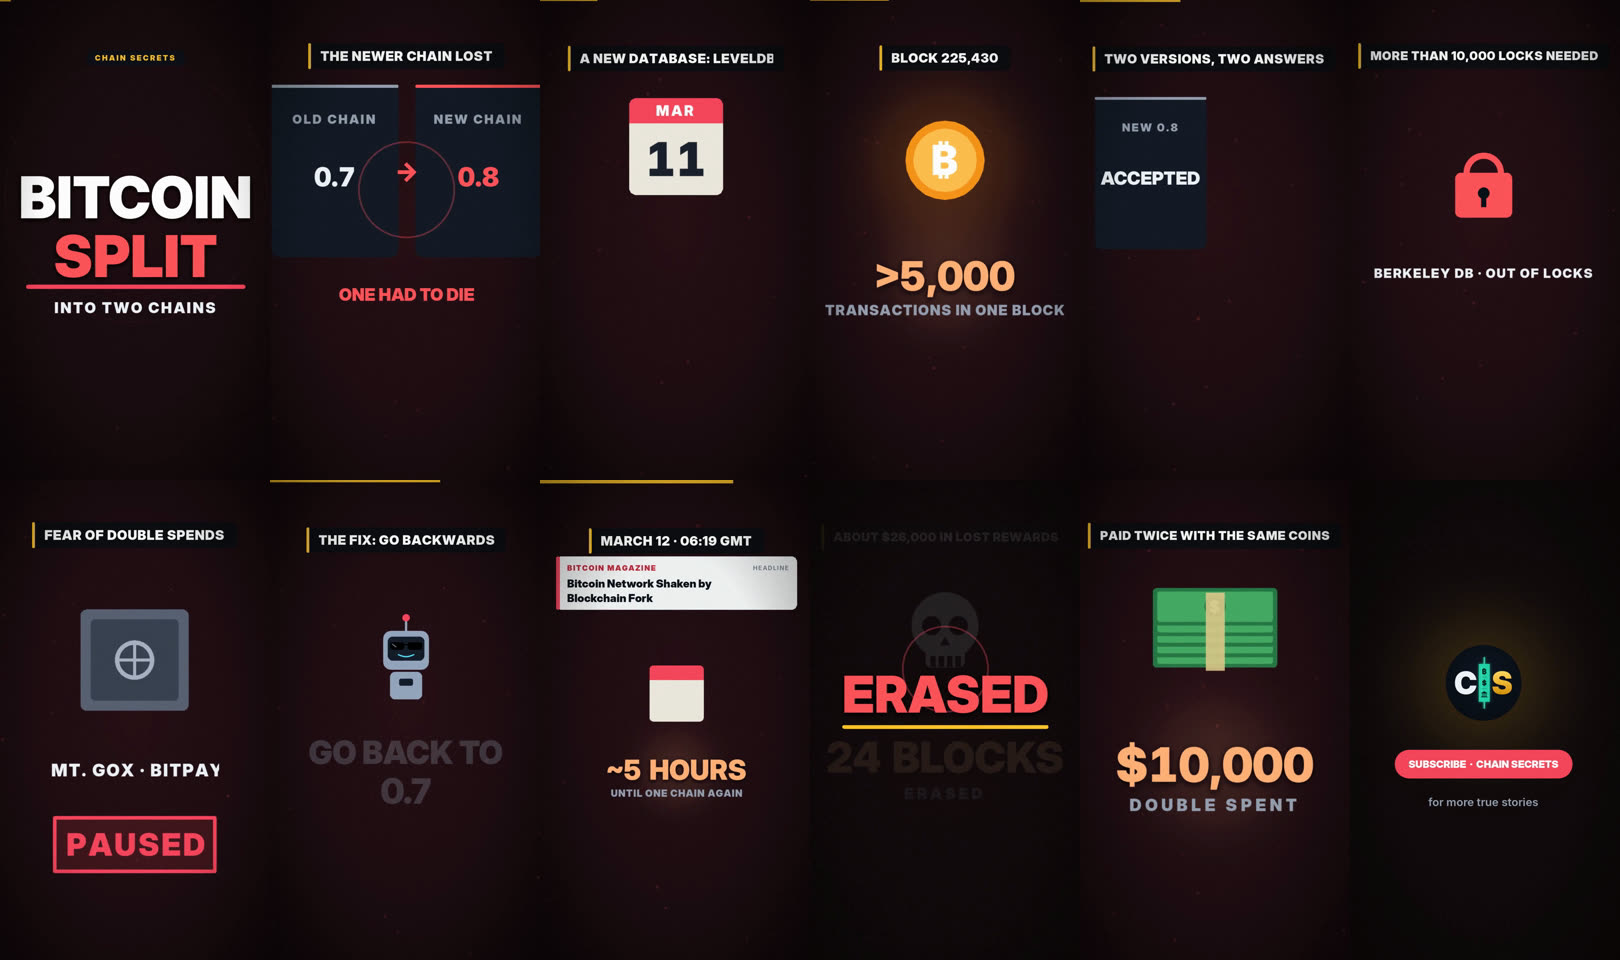 CHAIN SECRETS
BITCOIN
SPLIT
INTO TWO CHAINS
THE NEWER CHAIN LOST
OLD CHAIN
NEW CHAIN
0.7
→
0.8
ONE HAD TO DIE
A NEW DATABASE: LEVELDB
MAR
11
BLOCK 225,430
₿
>5,000
TRANSACTIONS IN ONE BLOCK
TWO VERSIONS, TWO ANSWERS
NEW 0.8
ACCEPTED
MORE THAN 10,000 LOCKS NEEDED
BERKELEY DB · OUT OF LOCKS
FEAR OF DOUBLE SPENDS
MT. GOX · BITPAY
PAUSED
THE FIX: GO BACKWARDS
GO BACK TO
0.7
MARCH 12 · 06:19 GMT
BITCOIN MAGAZINE
HEADLINE
Bitcoin Network Shaken by
Blockchain Fork
~5 HOURS
UNTIL ONE CHAIN AGAIN
ABOUT $26,000 IN LOST REWARDS
ERASED
24 BLOCKS
ERASED
PAID TWICE WITH THE SAME COINS
$10,000
DOUBLE SPENT
C S
SUBSCRIBE · CHAIN SECRETS
for more true stories